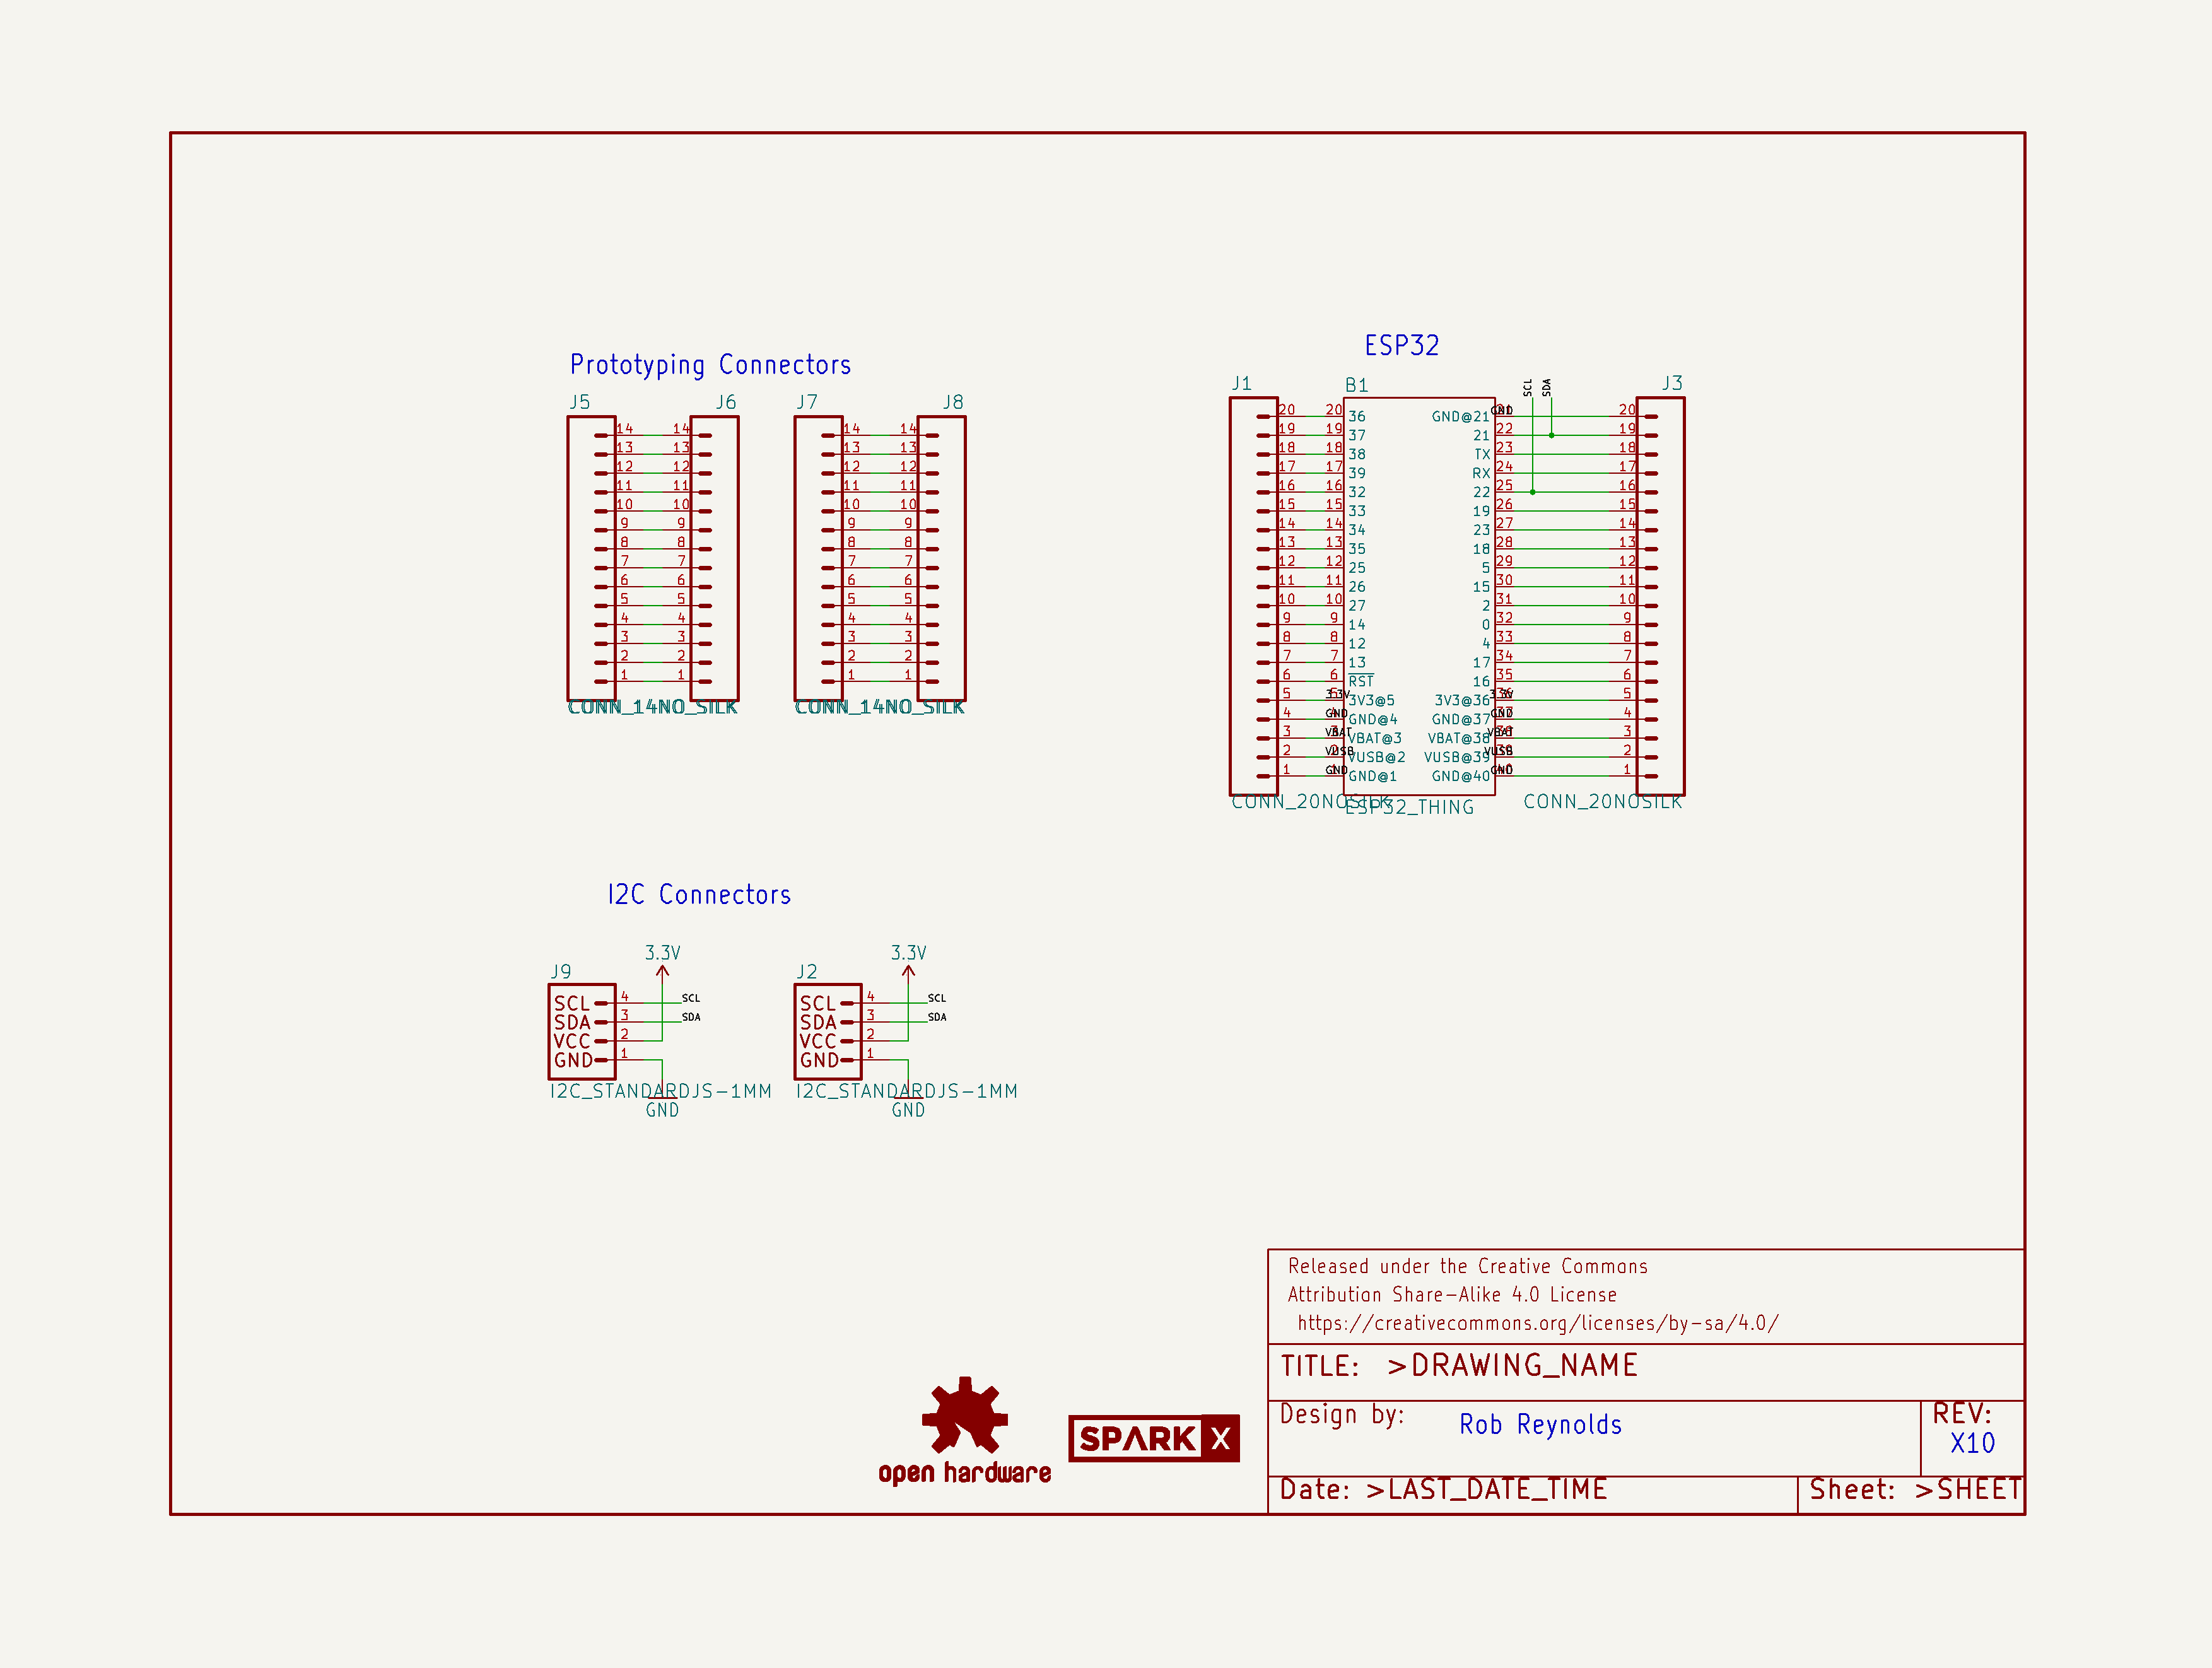 ESP32
Prototyping Connectors
J5
J6
J7
J8
14 14 14 14
13 13 13 13
12 12 12 12
11 11 11 11
10 10 10 10
9 9 9 9
8 8 8 8
7 7 7 7
6 6 6 6
5 5 5 5
4 4 4 4
3 3 3 3
2 2 2 2
1 1 1 1
CONN_14NO_SILK
CONN_14NO_SILK
J1
B1
SCL
SDA
J3
20 20 36 GND@21 21 GND 20
19 19 37 21 22 19
18 18 38 TX 23 18
17 17 39 RX 24 17
16 16 32 22 25 16
15 15 33 19 26 15
14 14 34 23 27 14
13 13 35 18 28 13
12 12 25 5 29 12
11 11 26 15 30 11
10 10 27 2 31 10
9 9 14 0 32 9
8 8 12 4 33 8
7 7 13 17 34 7
6 6 RST 16 35 6
5 3.3V 5 3V3@5 3V3@36 36 3.3V 5
4 GND 4 GND@4 GND@37 37 GND 4
3 VBAT 3 VBAT@3 VBAT@38 38 VBAT 3
2 VUSB 2 VUSB@2 VUSB@39 39 VUSB 2
1 GND 1 GND@1 GND@40 40 GND 1
CONN_20NOSILK
ESP32_THING
CONN_20NOSILK
I2C Connectors
3.3V
3.3V
J9
J2
SCL 4 SCL
SDA 3 SDA
VCC 2
GND 1
I2C_STANDARDJS-1MM
GND
SCL 4 SCL
SDA 3 SDA
VCC 2
GND 1
I2C_STANDARDJS-1MM
GND
Released under the Creative Commons
Attribution Share-Alike 4.0 License
https://creativecommons.org/licenses/by-sa/4.0/
TITLE: >DRAWING_NAME
Design by: Rob Reynolds
REV:
X10
Date: >LAST_DATE_TIME
Sheet: >SHEET
open hardware
SPARK X